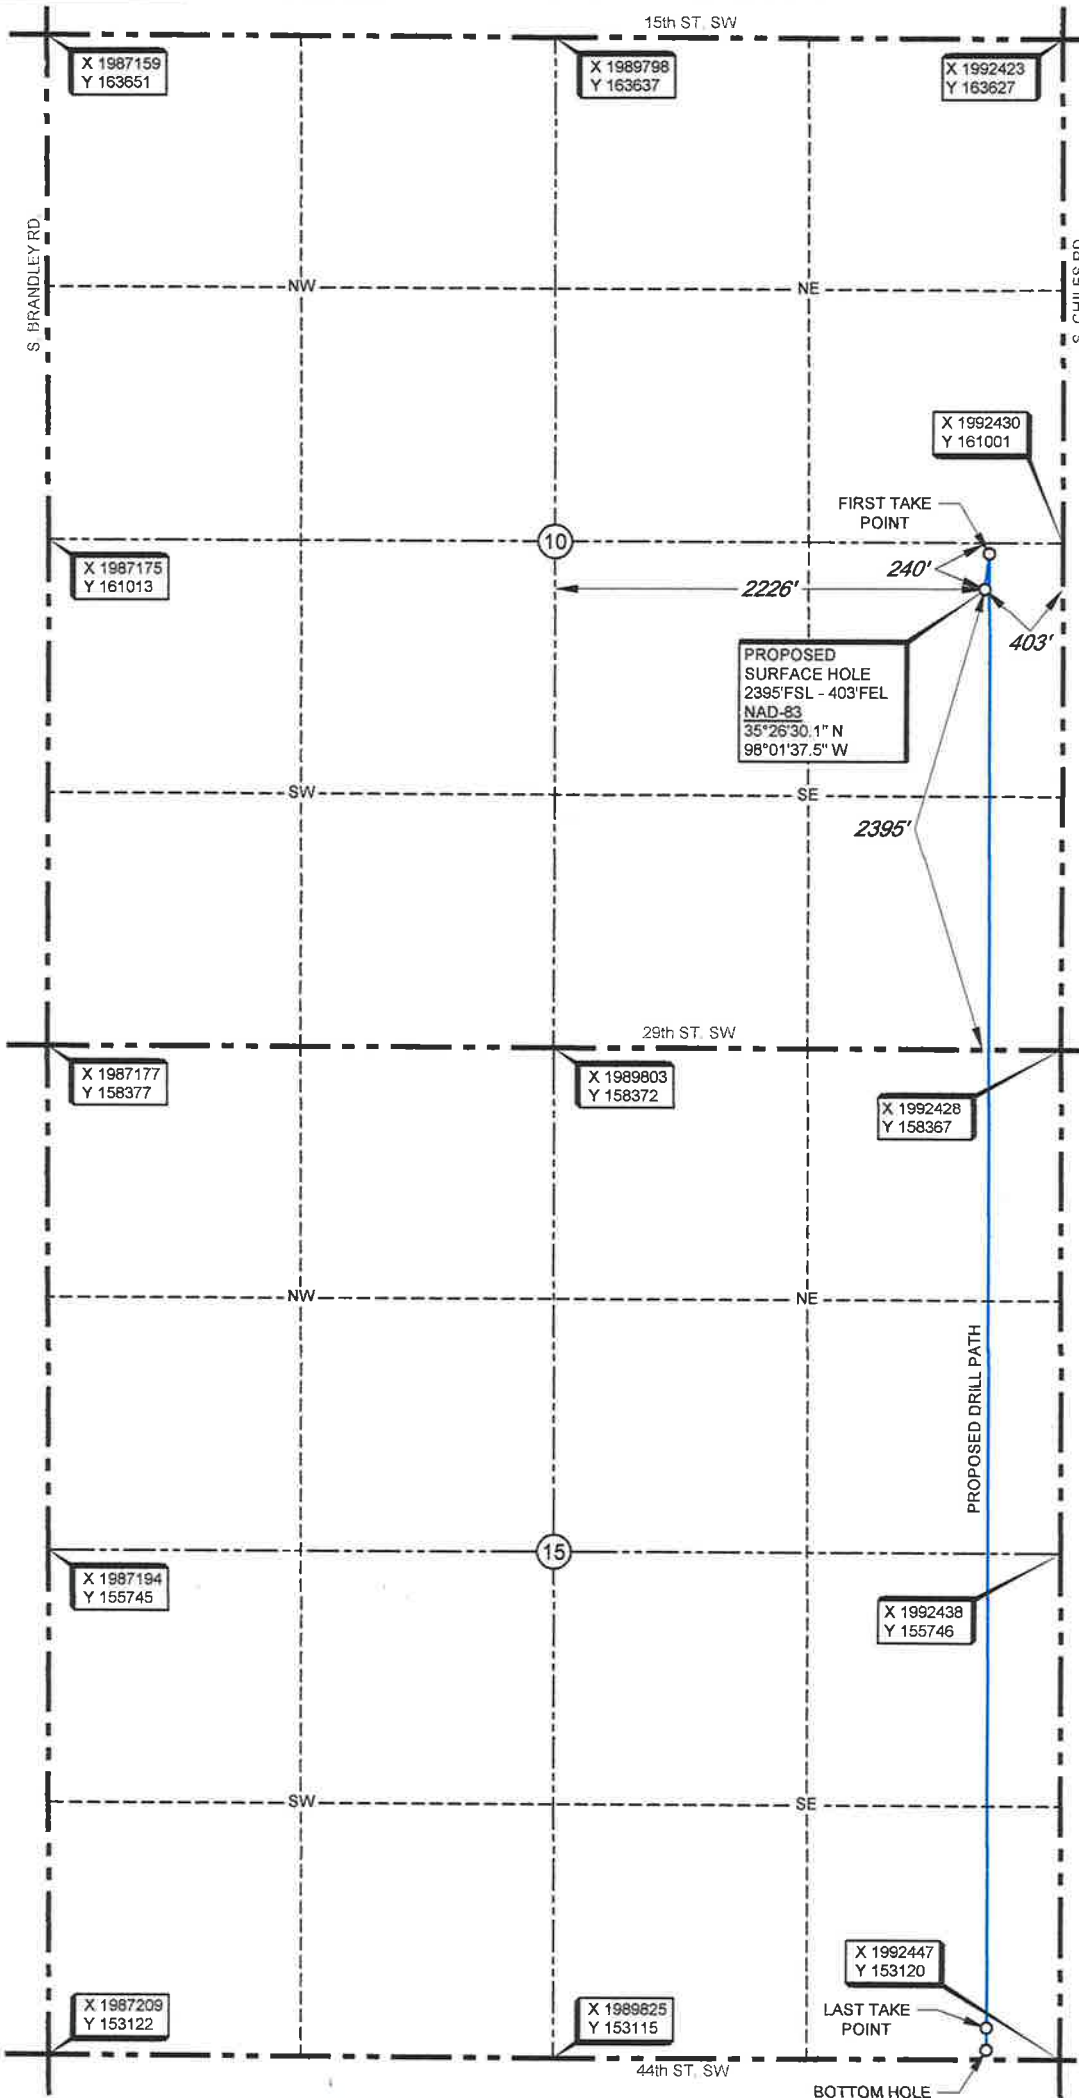 15th ST. SW
X 1987159
Y 163651
X 1989798
Y 163637
X 1992423
Y 163627
S. BRANDLEY RD.
NW
NE
X 1992430
Y 161001
FIRST TAKE
POINT
10
X 1987175
Y 161013
240'
2226'
403'
PROPOSED
SURFACE HOLE
2395'FSL - 403'FEL
NAD-83
35°26'30.1" N
98°01'37.5" W
SW
SE
2395'
29th ST. SW
X 1987177
Y 158377
X 1989803
Y 158372
X 1992428
Y 158367
NW
NE
PROPOSED DRILL PATH
15
X 1987194
Y 155745
X 1992438
Y 155746
SW
SE
X 1992447
Y 153120
X 1987209
Y 153122
X 1989825
Y 153115
LAST TAKE
POINT
44th ST. SW
BOTTOM HOLE